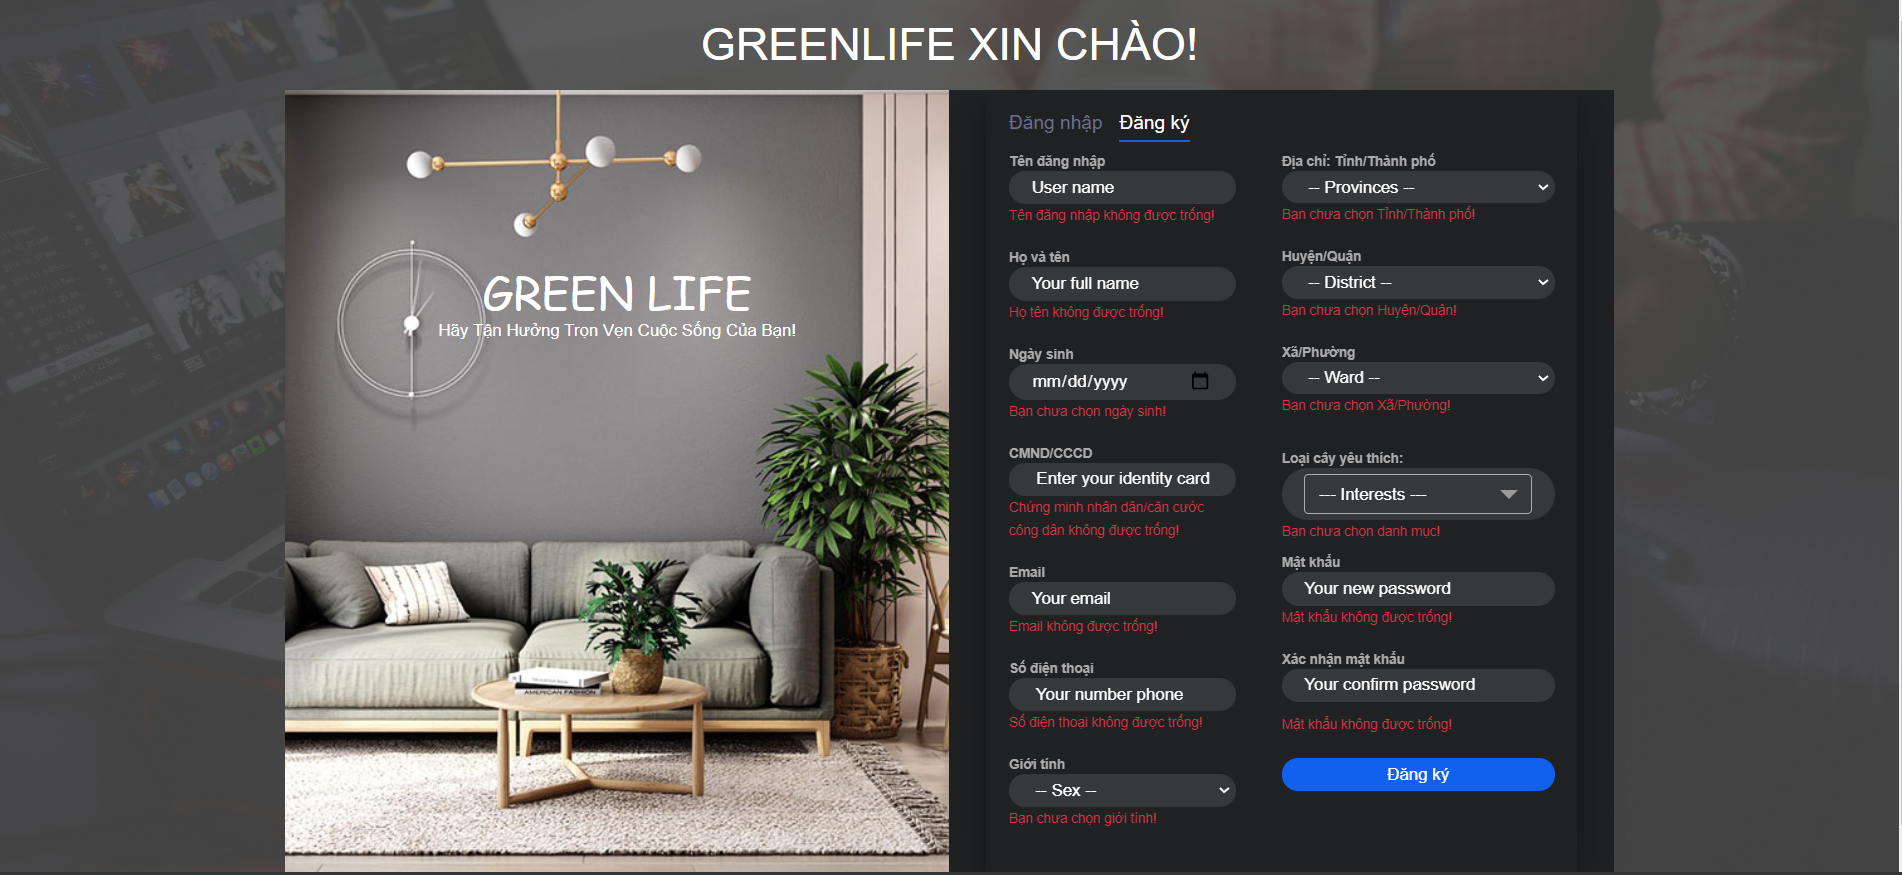 GREENLIFE XIN CHÀO!
GREEN LIFE
Hãy Tận Hưởng Trọn Vẹn Cuộc Sống Của Bạn!
AMERICAN FASHION
Đăng nhập Đăng ký
Tên đăng nhập
User name
Tên đăng nhập không được trống!
Họ và tên
Your full name
Họ tên không được trống!
Ngày sinh
mm/dd/yyyy
Bạn chưa chọn ngày sinh!
CMND/CCCD
Enter your identity card
Chứng minh nhân dân/căn cước
công dân không được trống!
Email
Your email
Email không được trống!
Số điện thoại
Your number phone
Số điện thoại không được trống!
Giới tính
-- Sex --
Bạn chưa chọn giới tính!
Địa chỉ: Tỉnh/Thành phố
-- Provinces --
Bạn chưa chọn Tỉnh/Thành phố!
Huyện/Quận
-- District --
Bạn chưa chọn Huyện/Quận!
Xã/Phường
-- Ward --
Bạn chưa chọn Xã/Phường!
Loại cây yêu thích:
--- Interests ---
Bạn chưa chọn danh mục!
Mật khẩu
Your new password
Mật khẩu không được trống!
Xác nhận mật khẩu
Your confirm password
Mật khẩu không được trống!
Đăng ký